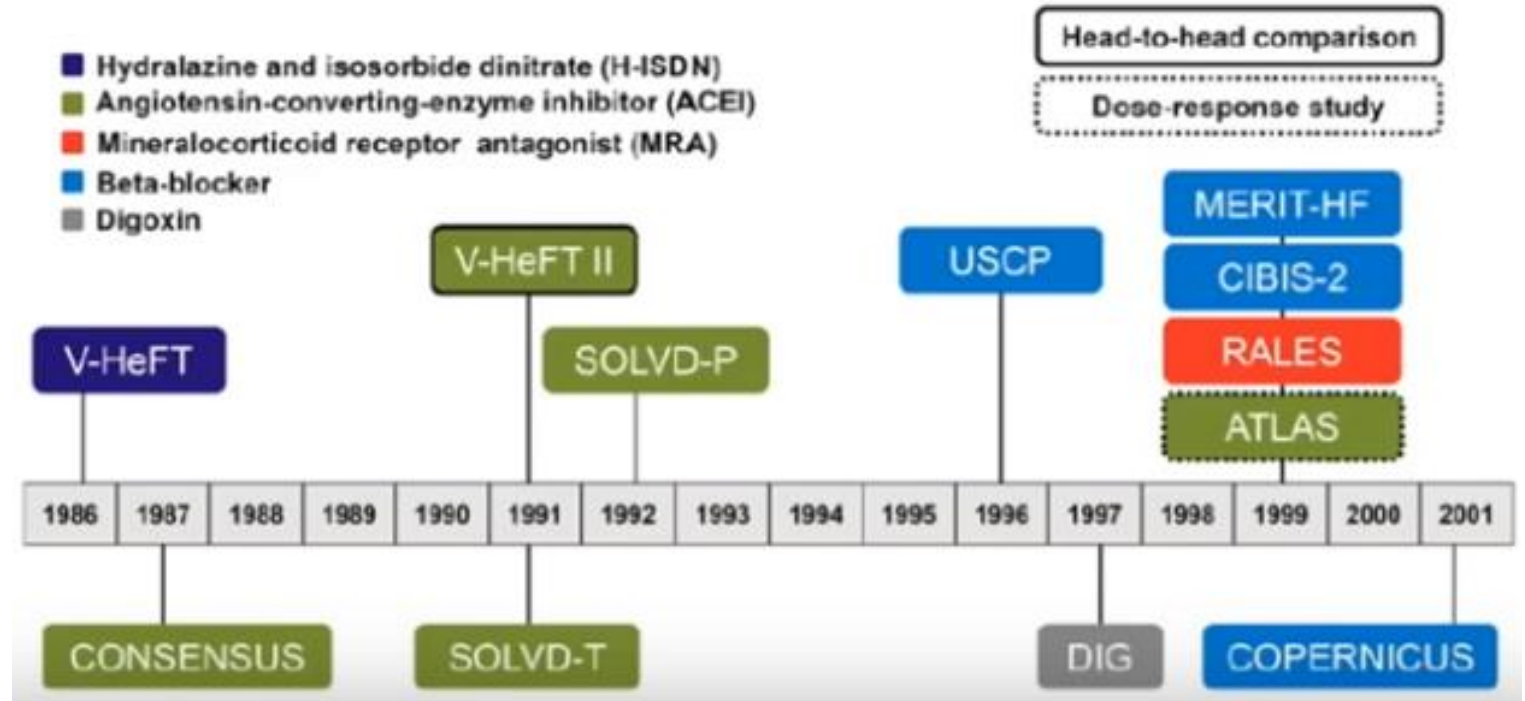 Hydralazine and isosorbide dinitrate (H-ISDN)
Angiotensin-converting-enzyme inhibitor (ACEI)
Mineralocorticoid receptor antagonist (MRA)
Beta-blocker
Digoxin
Head-to-head comparison
Dose-response study
MERIT-HF
V-HeFT II
USCP
CIBIS-2
V-HeFT
SOLVD-P
RALES
ATLAS
1986 1987 1988 1989 1990 1991 1992 1993 1994 1995 1996 1997 1998 1999 2000 2001
CONSENSUS
SOLVD-T
DIG
COPERNICUS